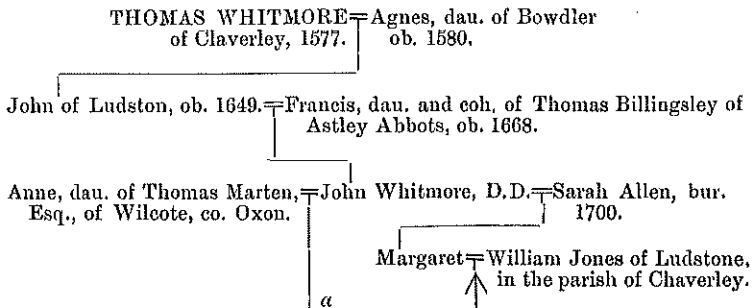 THOMAS WHITMORE=Agnes, dau. of Bowdler
of Claverley, 1577. ob. 1580.
John of Ludston, ob. 1649.=Francis, dau. and coh. of Thomas Billingsley of
Astley Abbots, ob. 1668.
Anne, dau. of Thomas Marten,=John Whitmore, D.D.=Sarah Allen, bur.
Esq., of Wilcote, co. Oxon. 1700.
Margaret=William Jones of Ludstone,
in the parish of Chaverley.
a